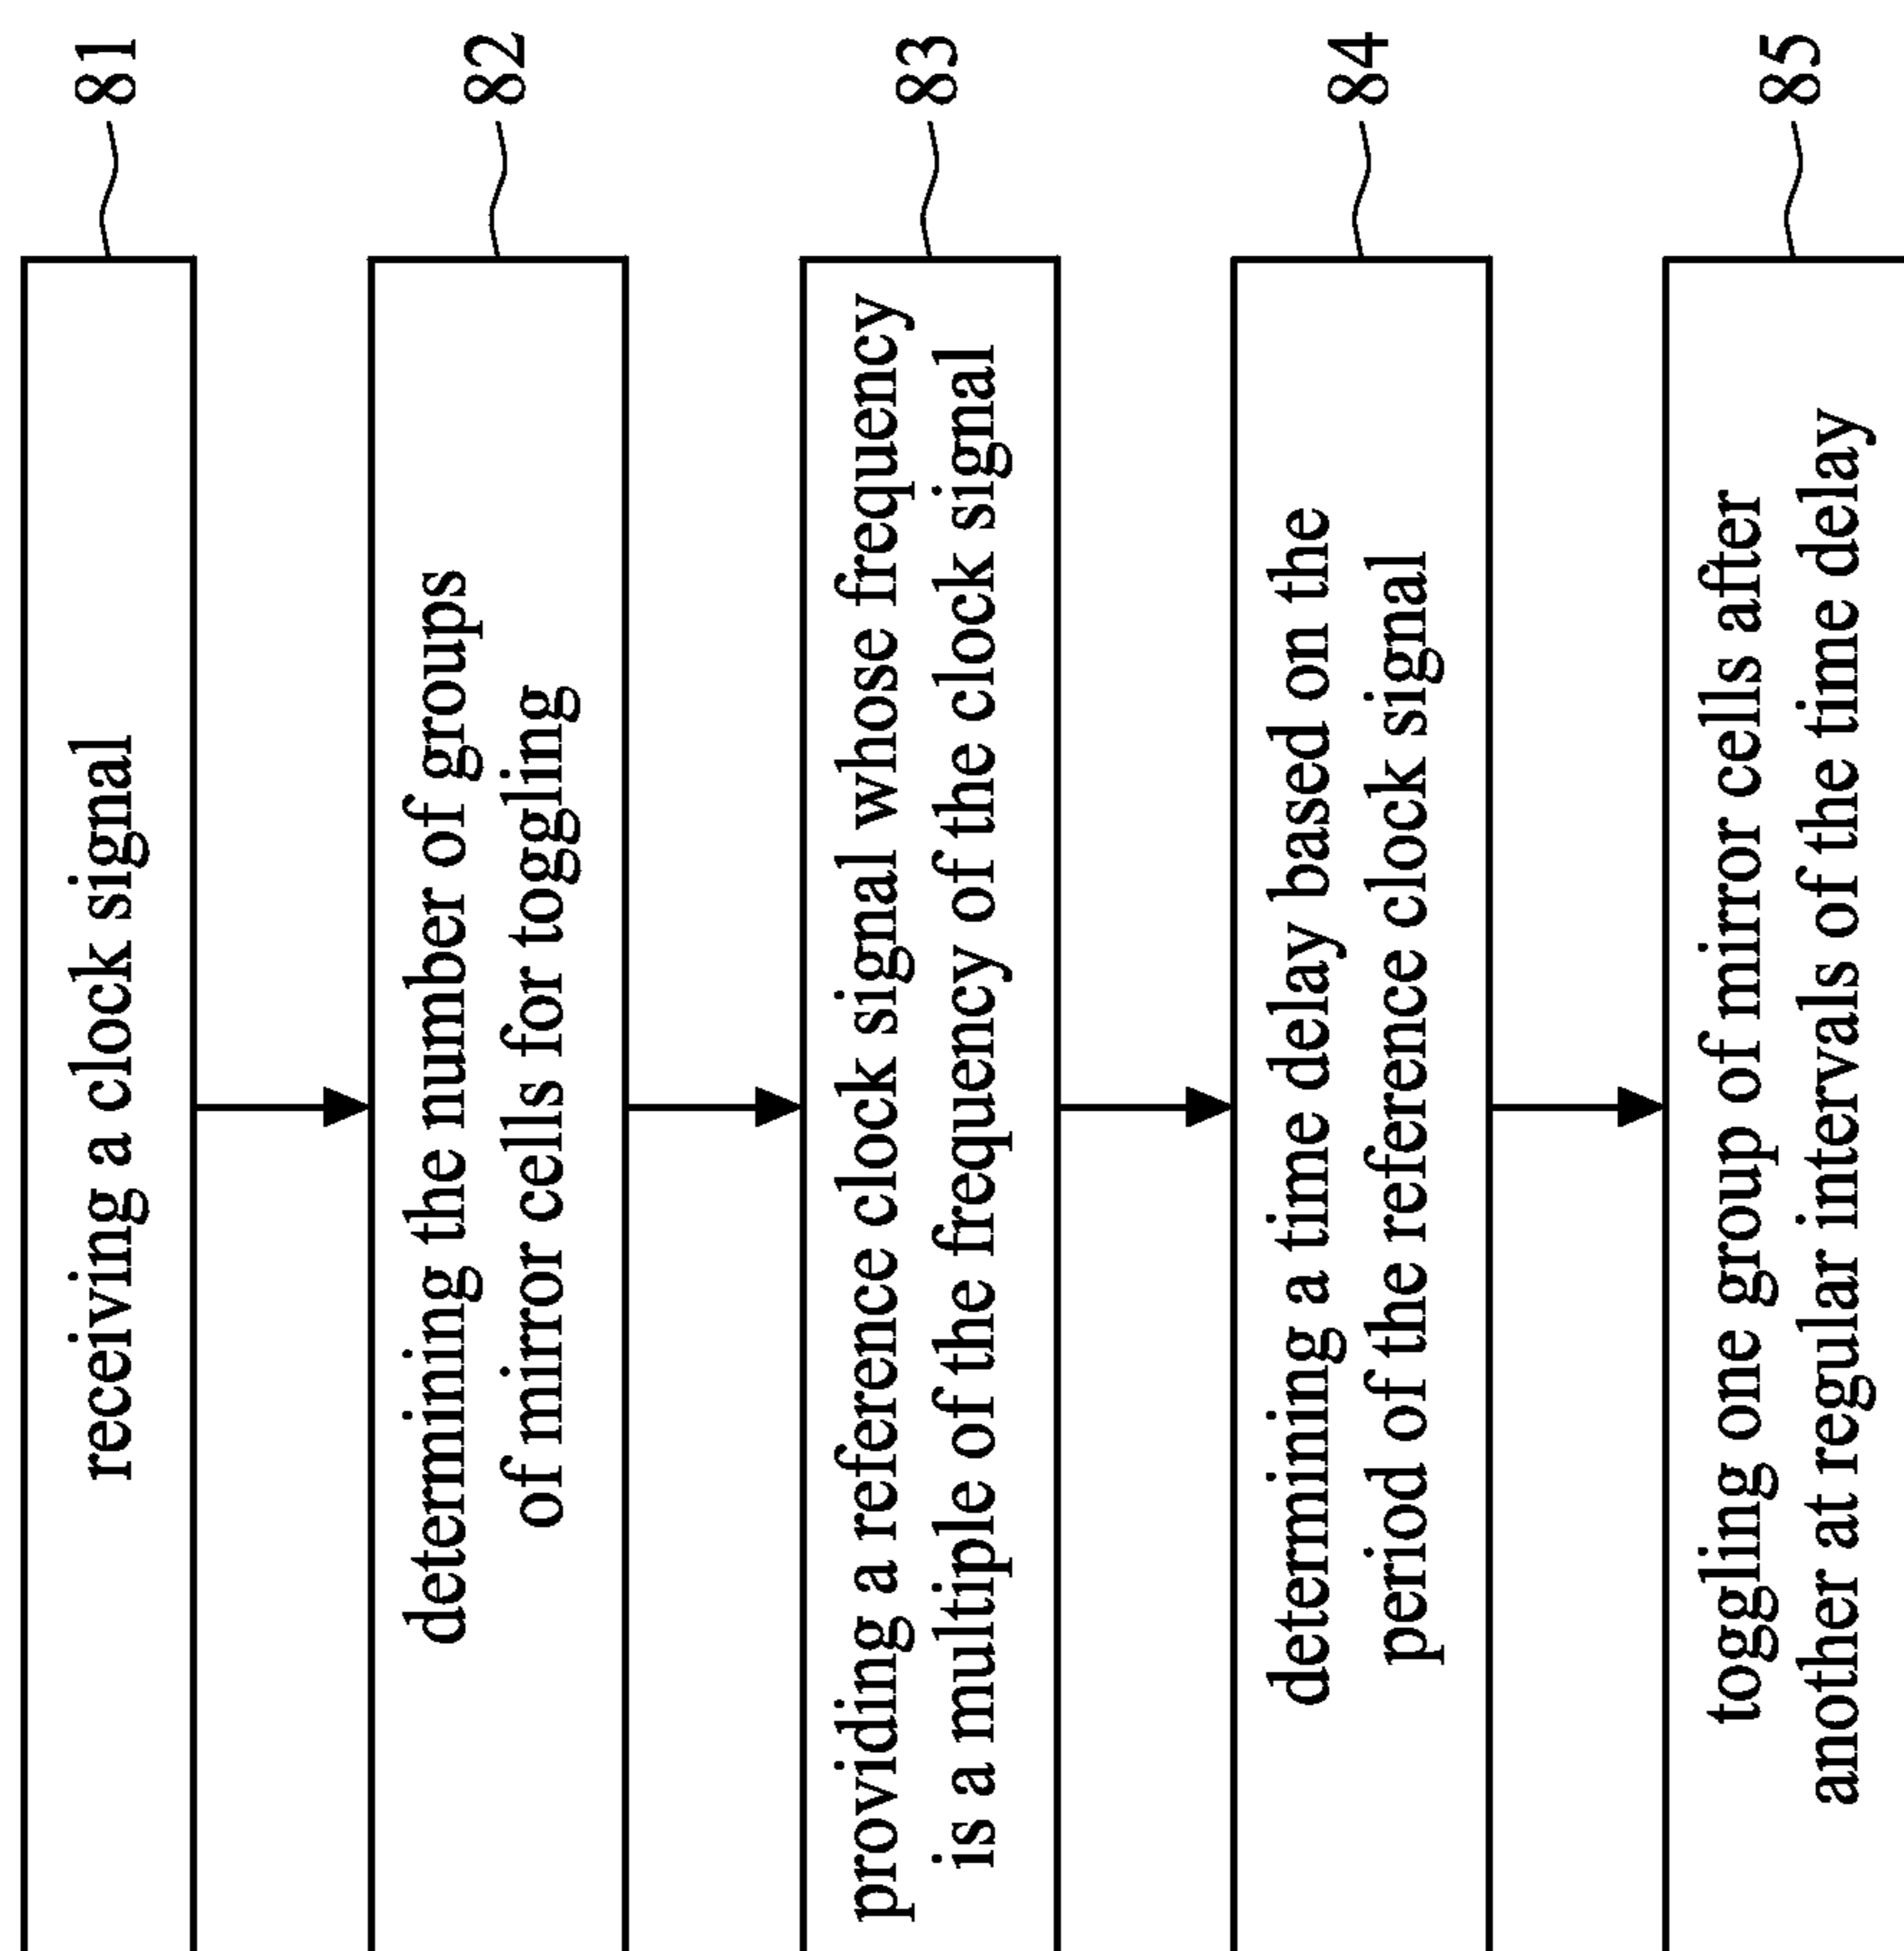 receiving a clock signal
81
determining the number of groups
of mirror cells for toggling
82
providing a reference clock signal whose frequency
is a multiple of the frequency of the clock signal
83
determining a time delay based on the
period of the reference clock signal
84
toggling one group of mirror cells after
another at regular intervals of the time delay
85